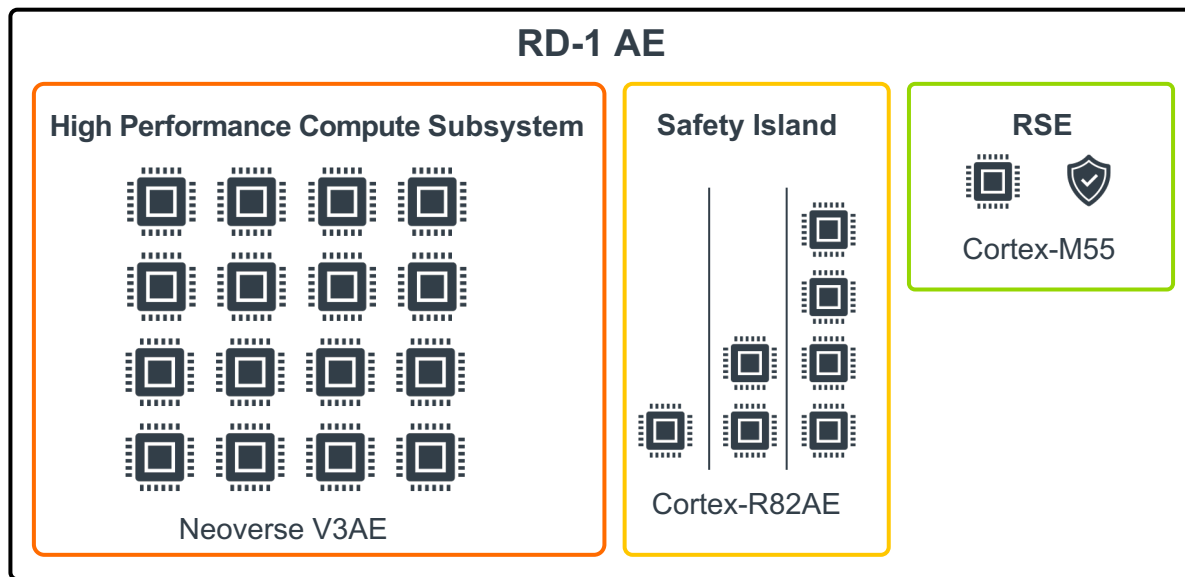 RD-1 AE
High Performance Compute Subsystem
Neoverse V3AE
Safety Island
Cortex-R82AE
RSE
Cortex-M55